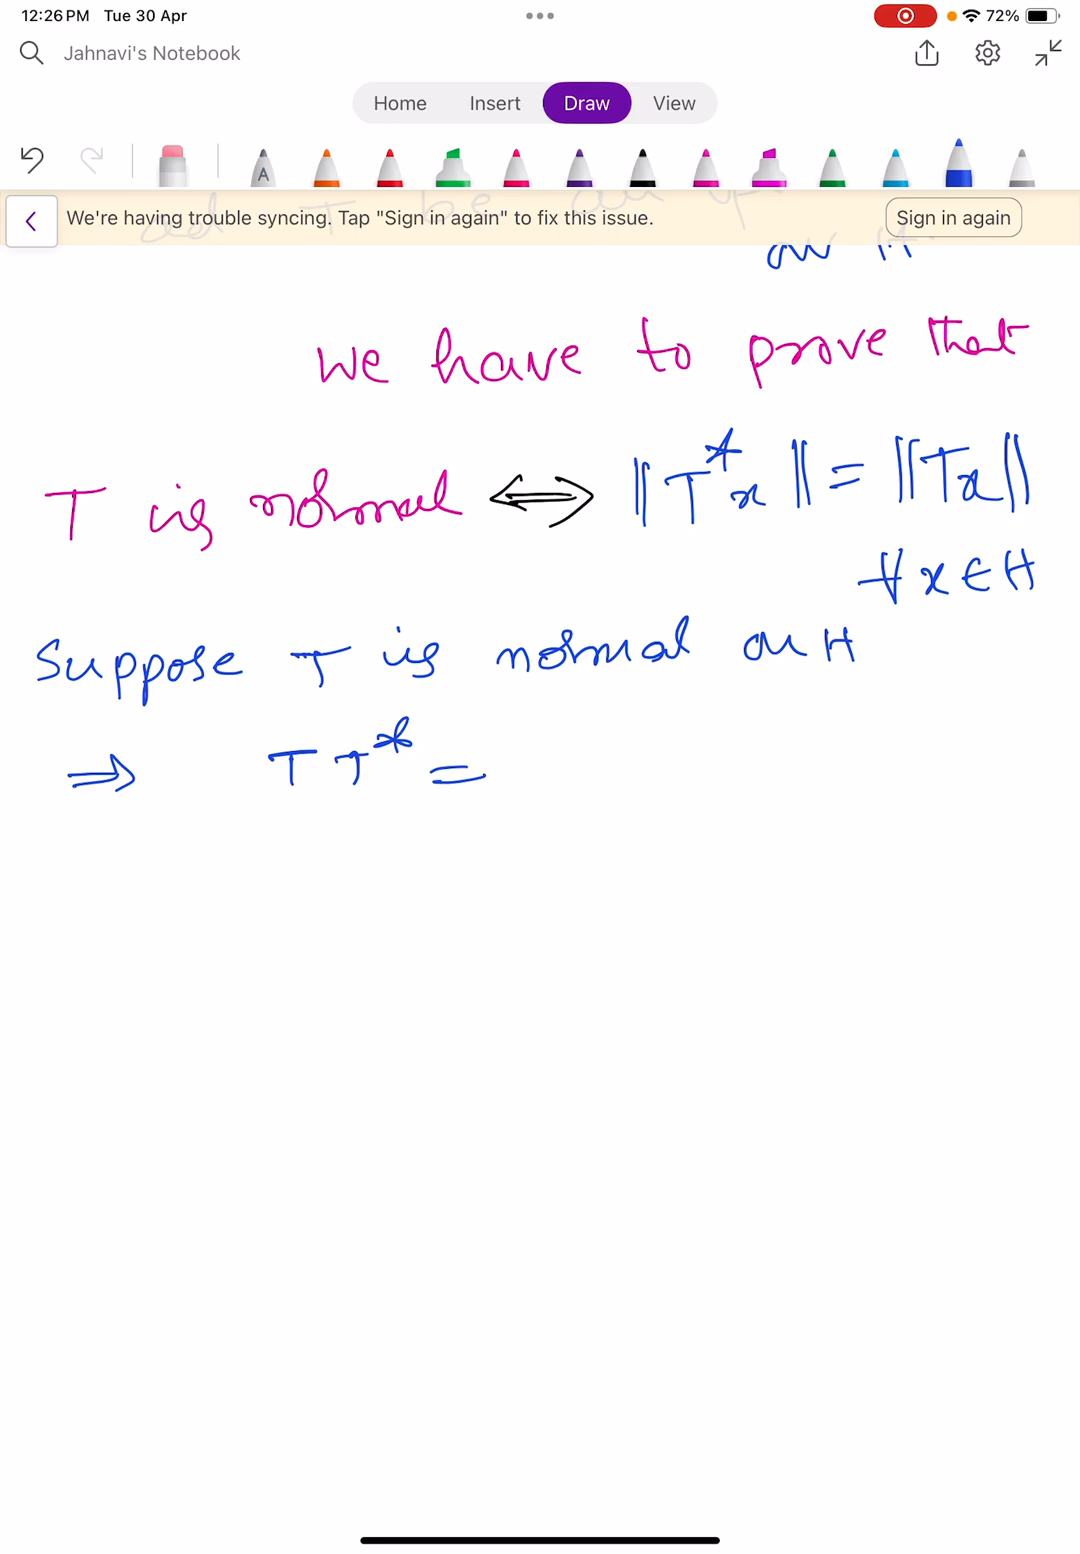 12:26 PM Tue 30 Apr
72%
Jahnavi's Notebook
Home Insert Draw View
A
We're having trouble syncing. Tap "Sign in again" to fix this issue.
Sign in again
we have to prove that
T is normal ⟺ ‖T*x‖ = ‖Tx‖
∀ x ∈ H
Suppose T is normal on H
⇒ TT* =